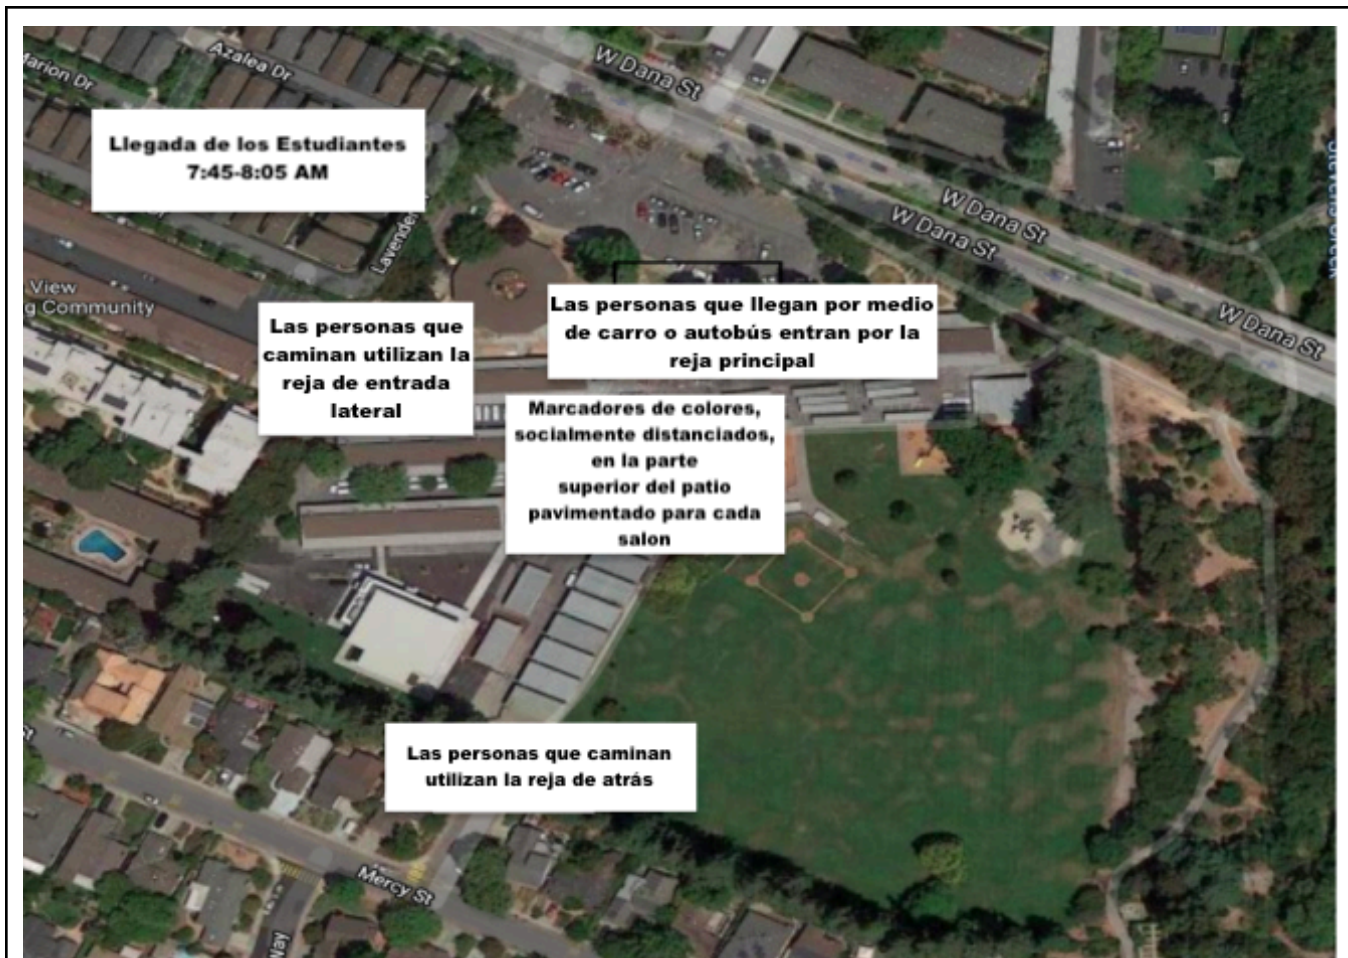 W Dana St
Azalea Dr
Marion Dr
Llegada de los Estudiantes
7:45-8:05 AM
W Dana St
W Dana St
W Dana St
Lavender
View
g Community
Las personas que
caminan utilizan la
reja de entrada
lateral
Las personas que llegan por medio
de carro o autobús entran por la
reja principal
Marcadores de colores,
socialmente distanciados,
en la parte
superior del patio
pavimentado para cada
salon
Las personas que caminan
utilizan la reja de atrás
St
Mercy St
Way